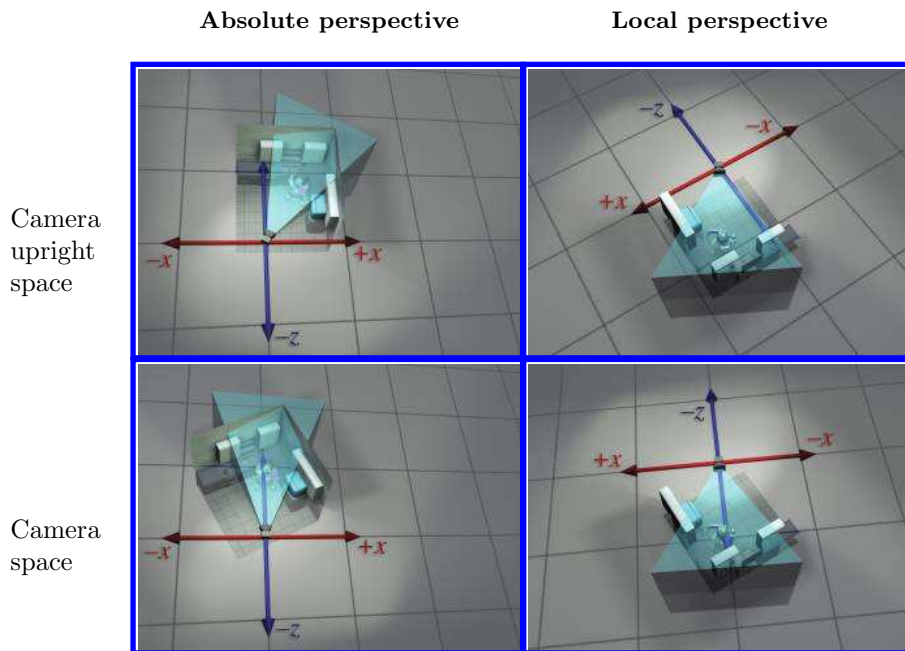 Absolute perspective
Local perspective
Camera
upright
space
−x
+x
−z
−z
−x
+x
Camera
space
−x
+x
−z
−z
+x
−x